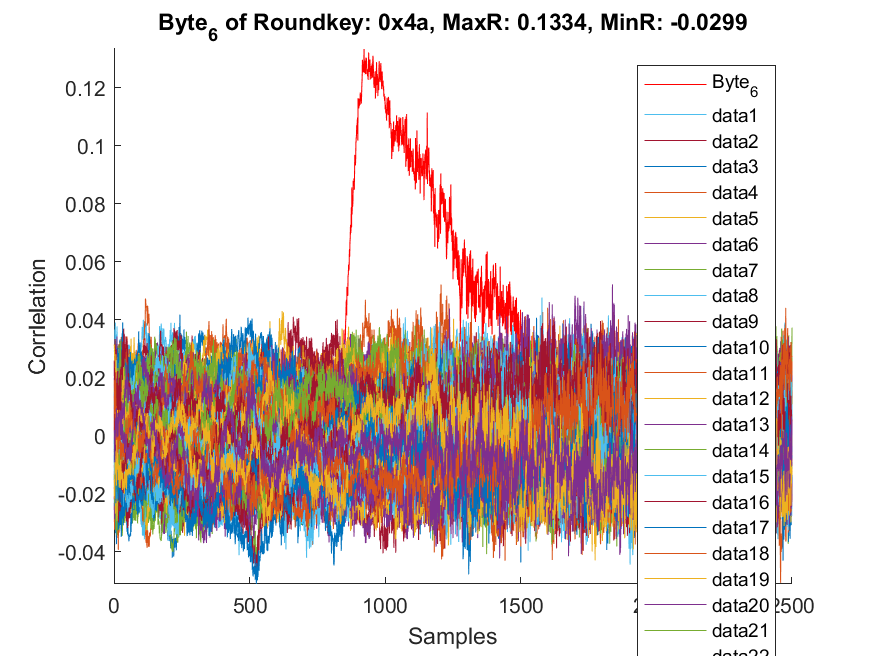 Byte6 of Roundkey: 0x4a, MaxR: 0.1334, MinR: -0.0299
0.12
0.1
0.08
0.06
0.04
0.02
0
-0.02
-0.04
Corrlelation
0
500
1000
1500
2500
Samples
Byte6
data1
data2
data3
data4
data5
data6
data7
data8
data9
data10
data11
data12
data13
data14
data15
data16
data17
data18
data19
data20
data21
data22